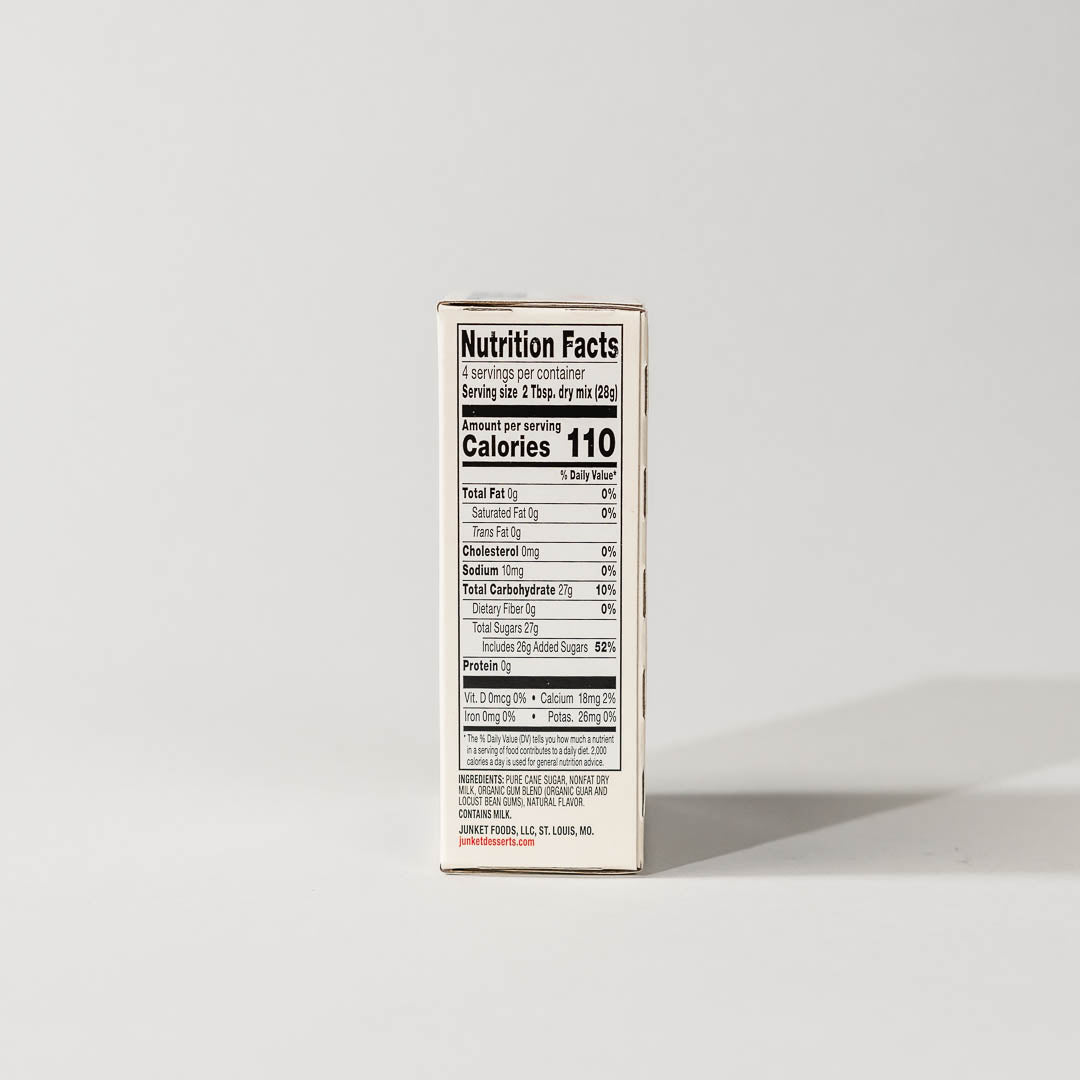 Nutrition Facts
4 servings per container
Serving size 2 Tbsp. dry mix (28g)
Amount per serving
Calories 110
% Daily Value*
Total Fat 0g 0%
Saturated Fat 0g 0%
Trans Fat 0g
Cholesterol 0mg 0%
Sodium 10mg 0%
Total Carbohydrate 27g 10%
Dietary Fiber 0g 0%
Total Sugars 27g
Includes 26g Added Sugars 52%
Protein 0g
Vit. D 0mcg 0% • Calcium 18mg 2%
Iron 0mg 0% • Potas. 26mg 0%
* The % Daily Value (DV) tells you how much a nutrient
in a serving of food contributes to a daily diet. 2,000
calories a day is used for general nutrition advice.
INGREDIENTS: PURE CANE SUGAR, NONFAT DRY
MILK, ORGANIC GUM BLEND (ORGANIC GUAR AND
LOCUST BEAN GUMS), NATURAL FLAVOR.
CONTAINS MILK.
JUNKET FOODS, LLC, ST. LOUIS, MO.
junketdesserts.com